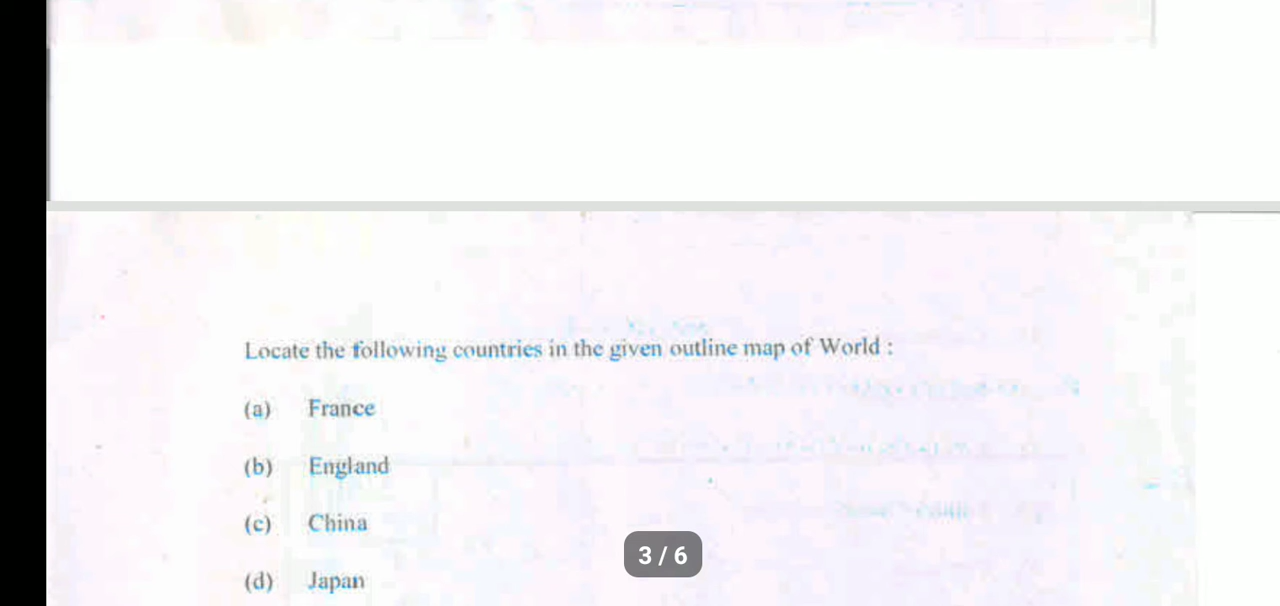 Locate the following countries in the given outline map of World :
(a) France
(b) England
(c) China
(d) Japan
3 / 6